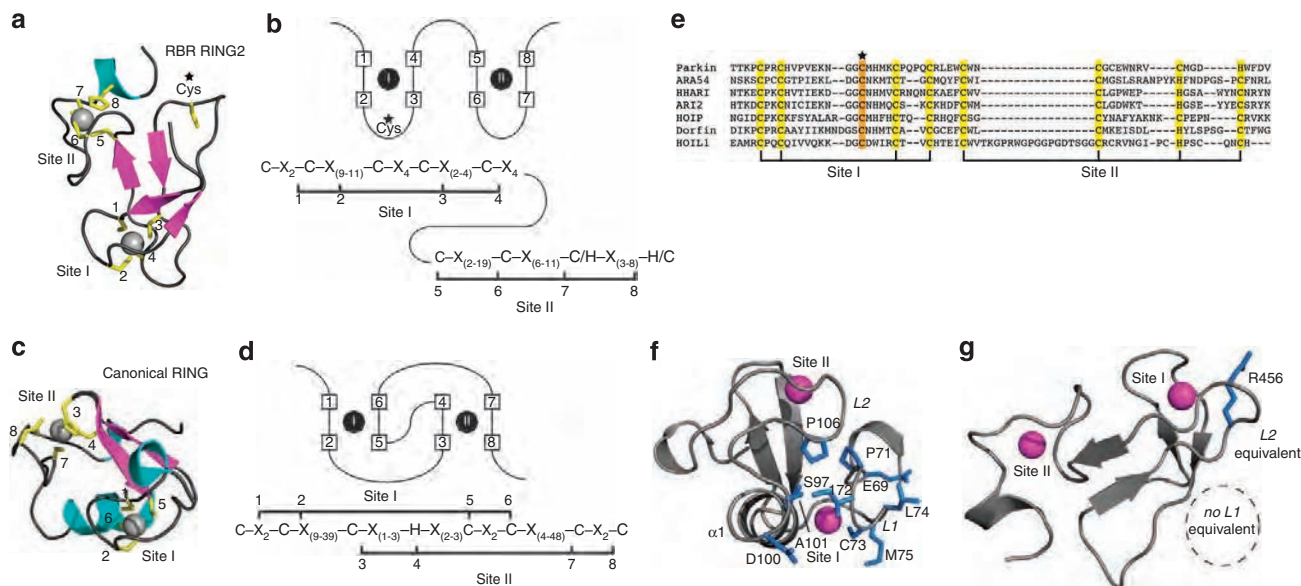 a
RBR RING2
Cys
7
8
6
5
Site II
1
3
4
2
Site I
b
1
4
5
8
I
II
2
3
6
7
Cys
C–X2–C–X(9-11)–C–X4–C–X(2-4)–C–X4
1
2
3
4
Site I
C–X(2-19)–C–X(6-11)–C/H–X(3-8)–H/C
5
6
7
8
Site II
c
Canonical RING
Site II
3
8
4
7
1
5
6
2
Site I
d
1
6
4
7
I
II
2
5
3
8
Site I
1
2
5
6
C–X2–C–X(9-39)–C–X(1-3)–H–X(2-3)–C–X2–C–X(4-48)–C–X2–C
3
4
7
8
Site II
e
Parkin TTKPCPRCHVPVEKN--GGCMHMKCPQPQCRLEWCWN------------------CGCEWNRV---CMGD---HWFDV
ARA54 NSKSCPCCGTPIEKL--DGCNKMTCTG--CMQYFCWI------------------CMGSLSRANPYKHFNDPGS-PCFNRL
HHARI NTKECPKCHVTIEKD--GGCNHMVCRNQNCKAEFCWV------------------CLGPWEP-----HGSA--WYNCNRYN
ARI2 HTKDCPKCNICIEKN--GGCNHMQCS--KCKHDFCWM------------------CLGDWKT-----HGSE--YYECSRYK
HOIP NGIDCPKCKFSYALAR-GGCMHFHCTQ--CRHQFCSG------------------CYNAFYAKNK--CPEPN---CRVKK
Dorfin DIKPCPRCAAYIIKMNDGSCNHMTCA--VCGCEFCWL------------------CMKEISDL----HYLSPSG-CTFWG
HOIL1 EAMRCPQCQIVVQKK--DGCDWIRCT--VCHTEICWVTKGPRWGPGGPGDTSGGCRCRVNGI-PC-HPSC---QNCH
Site I
Site II
f
Site II
L2
P106
P71
S97
I72
E69
L74
α1
L1
A101
C73
D100
Site I
M75
g
Site I
R456
L2
equivalent
Site II
no L1
equivalent